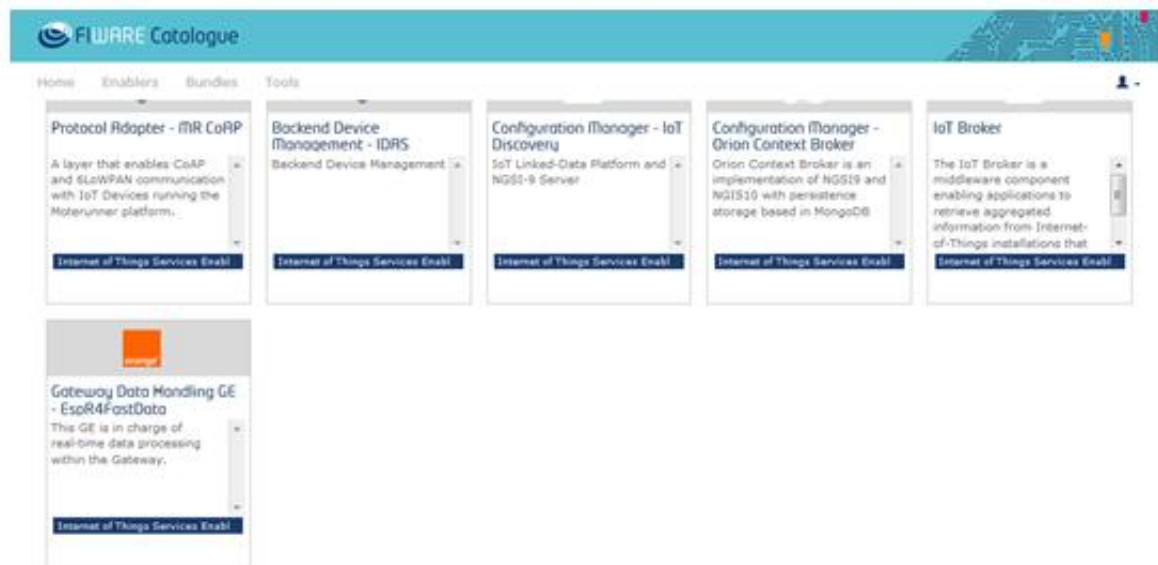 FIWARE Catalogue
Home Enablers Bundles Tools
Protocol Adapter - MR CoAP
A layer that enables CoAP
and 6LoWPAN communication
with IoT Devices running the
Moterunner platform.
Internet of Things Services Enabl
Backend Device
Management - IDAS
Backend Device Management
Internet of Things Services Enabl
Configuration Manager - IoT
Discovery
IoT Linked-Data Platform and
NGSI-9 Server
Internet of Things Services Enabl
Configuration Manager -
Orion Context Broker
Orion Context Broker is an
implementation of NGSI9 and
NGIS10 with persistence
storage based in MongoDB
Internet of Things Services Enabl
IoT Broker
The IoT Broker is a
middleware component
enabling applications to
retrieve aggregated
information from Internet-
of-Things installations that
Internet of Things Services Enabl
orange
Gateway Data Handling GE
- EspR4FastData
This GE is in charge of
real-time data processing
within the Gateway.
Internet of Things Services Enabl